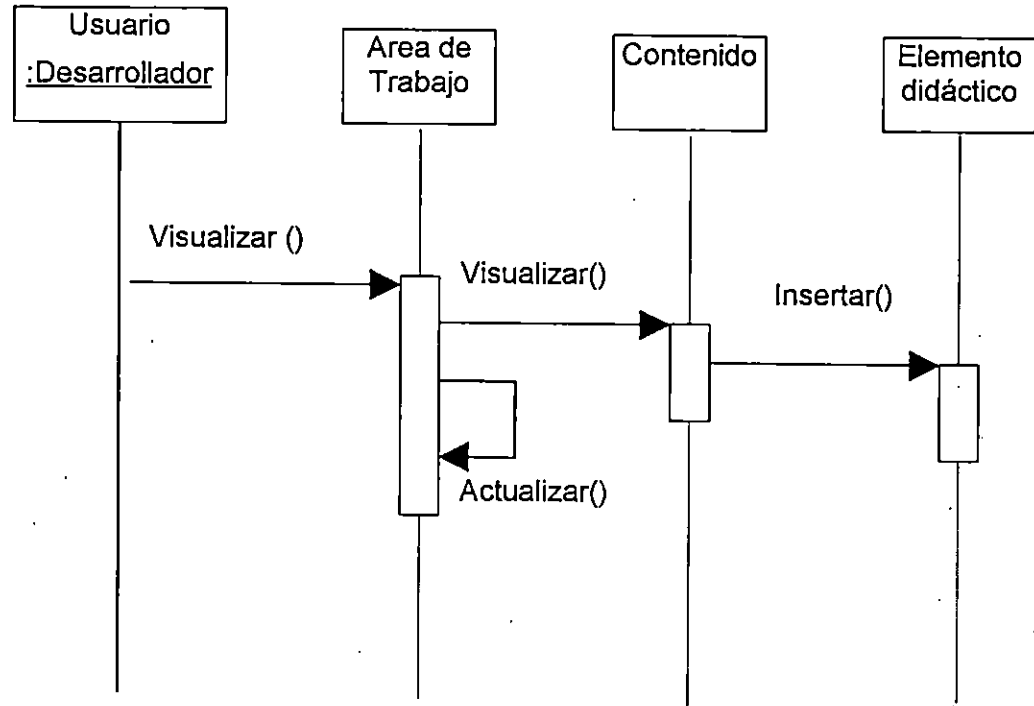 Usuario
:Desarrollador
Area de
Trabajo
Contenido
Elemento
didáctico
Visualizar ()
Visualizar()
Insertar()
Actualizar()